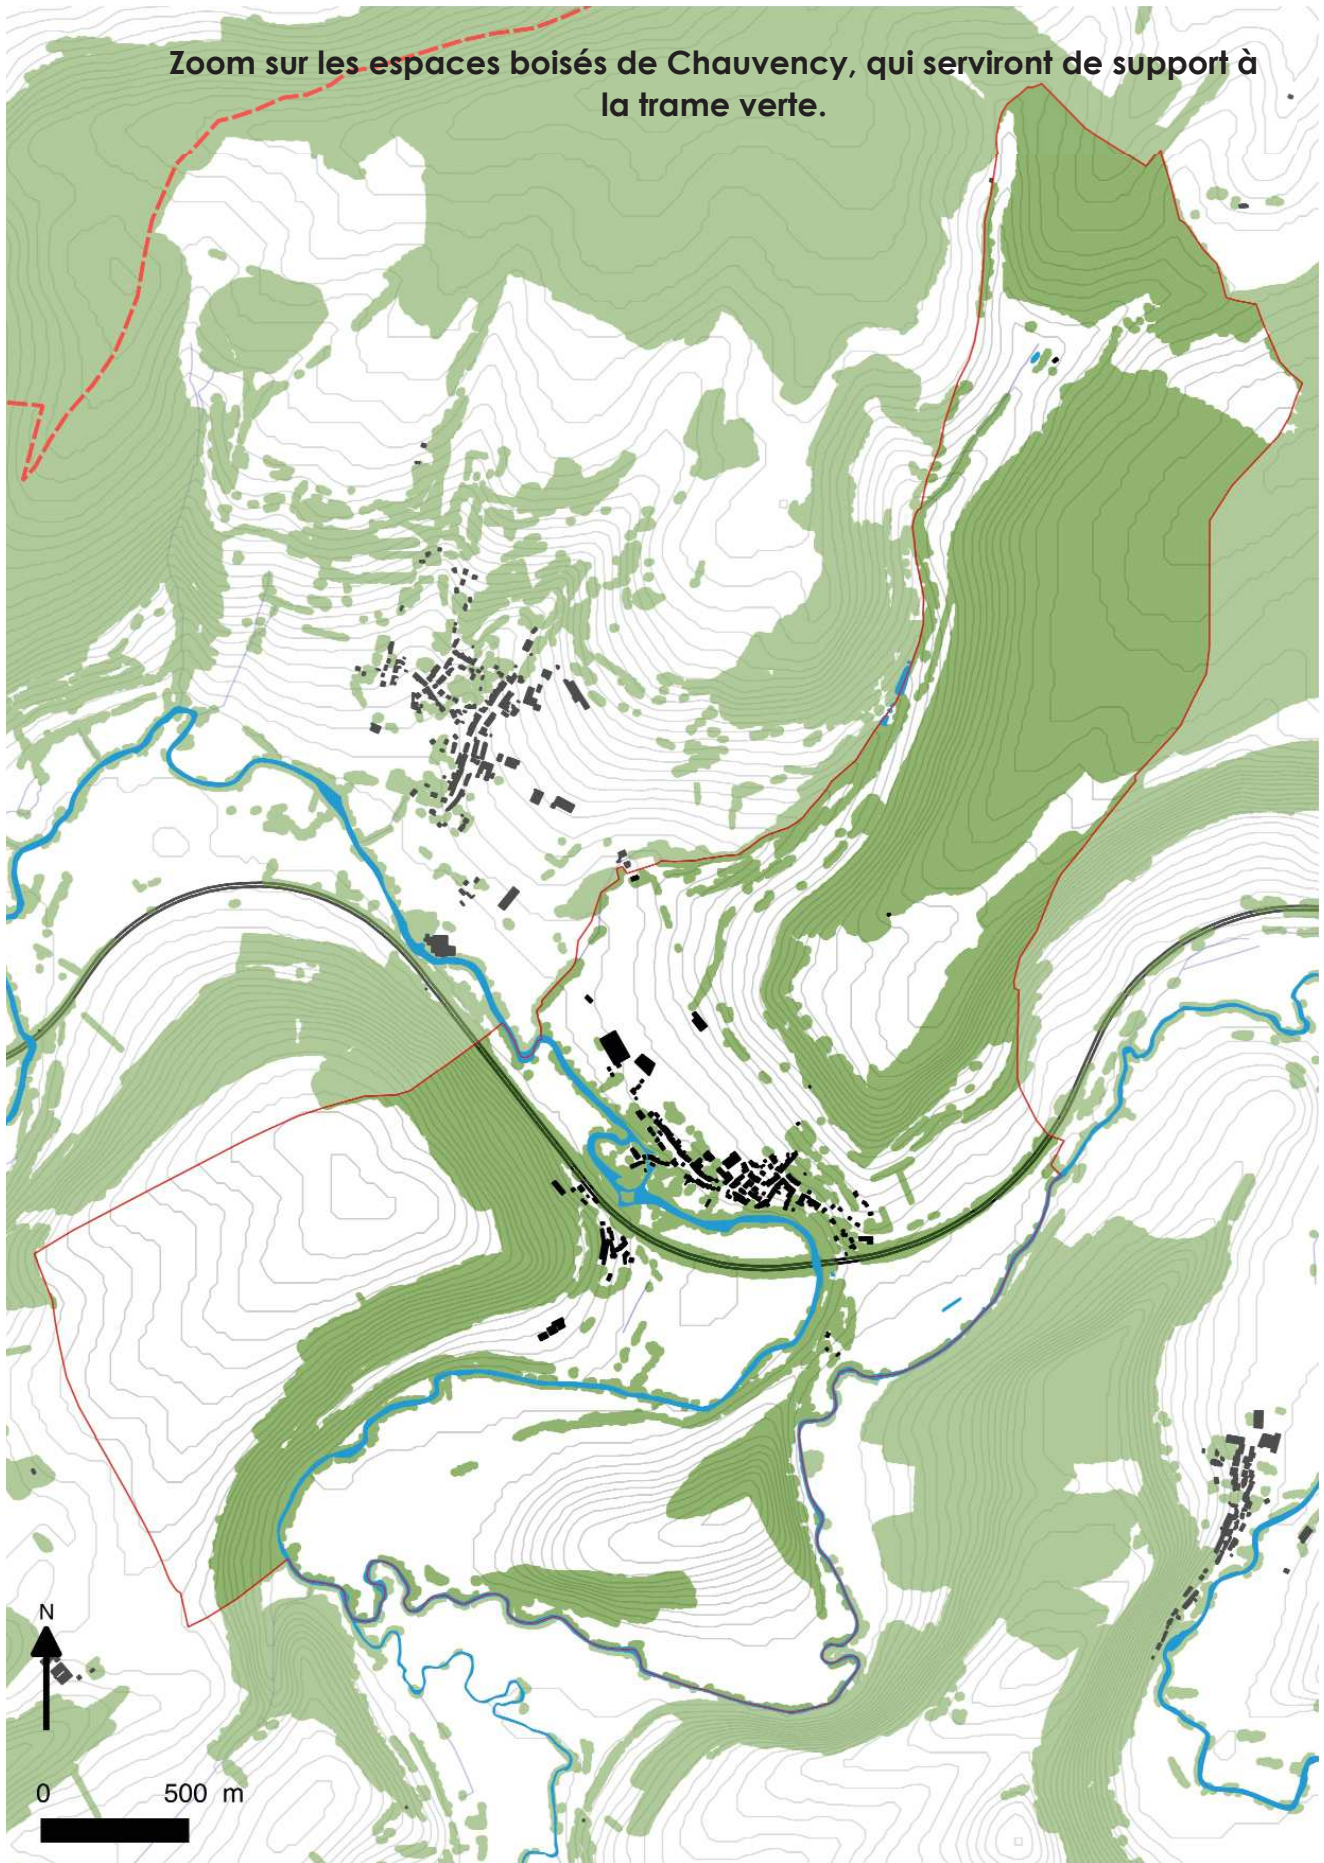 Zoom sur les espaces boisés de Chauvency, qui serviront de support à
la trame verte.
N
0 500 m